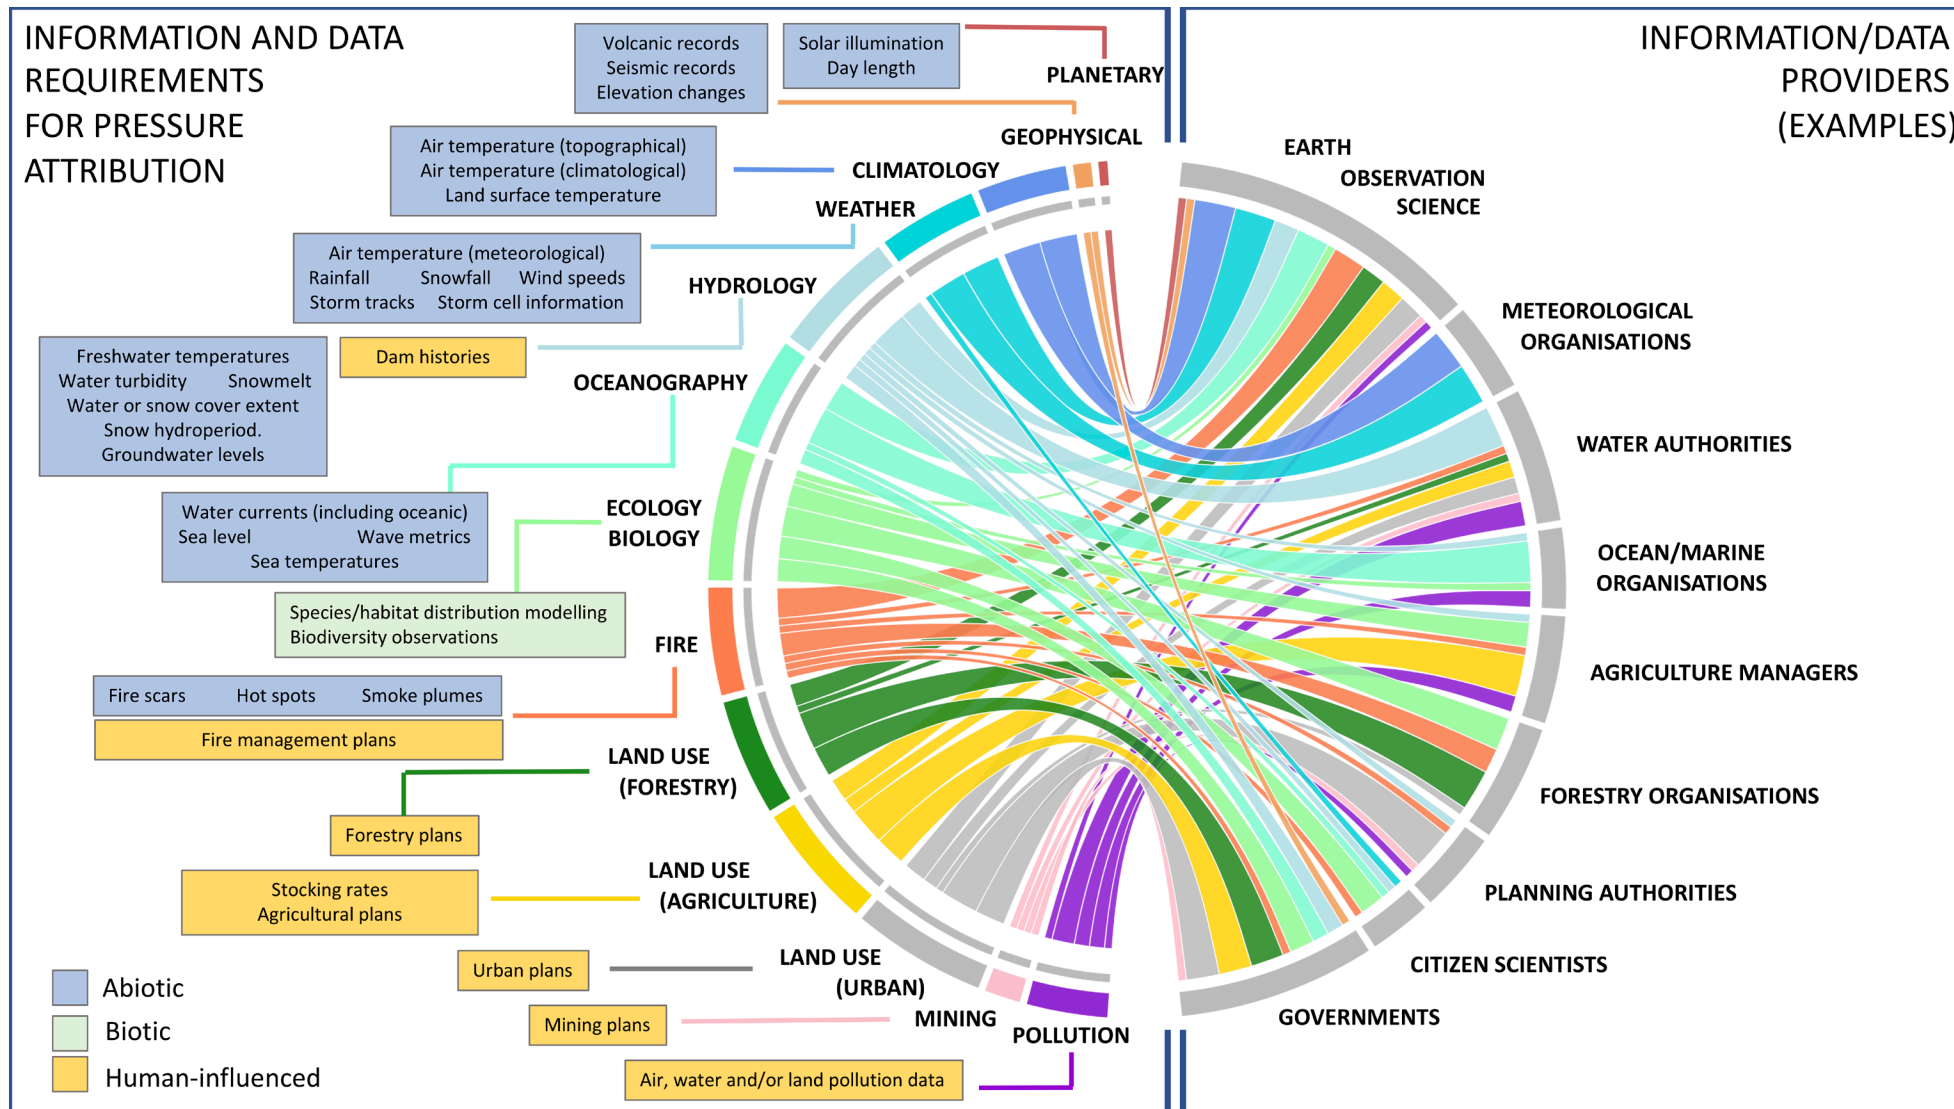 INFORMATION AND DATA
REQUIREMENTS
FOR PRESSURE
ATTRIBUTION
INFORMATION/DATA
PROVIDERS
(EXAMPLES)
Volcanic records
Seismic records
Elevation changes
Solar illumination
Day length
PLANETARY
GEOPHYSICAL
Air temperature (topographical)
Air temperature (climatological)
Land surface temperature
CLIMATOLOGY
WEATHER
Air temperature (meteorological)
Rainfall Snowfall Wind speeds
Storm tracks Storm cell information
HYDROLOGY
Freshwater temperatures
Water turbidity Snowmelt
Water or snow cover extent
Snow hydroperiod.
Groundwater levels
Dam histories
OCEANOGRAPHY
Water currents (including oceanic)
Sea level Wave metrics
Sea temperatures
ECOLOGY
BIOLOGY
Species/habitat distribution modelling
Biodiversity observations
FIRE
Fire scars Hot spots Smoke plumes
Fire management plans
LAND USE
(FORESTRY)
Forestry plans
LAND USE
(AGRICULTURE)
Stocking rates
Agricultural plans
LAND USE
(URBAN)
Urban plans
MINING
Mining plans
POLLUTION
Air, water and/or land pollution data
Abiotic
Biotic
Human-influenced
EARTH
OBSERVATION
SCIENCE
METEOROLOGICAL
ORGANISATIONS
WATER AUTHORITIES
OCEAN/MARINE
ORGANISATIONS
AGRICULTURE MANAGERS
FORESTRY ORGANISATIONS
PLANNING AUTHORITIES
CITIZEN SCIENTISTS
GOVERNMENTS